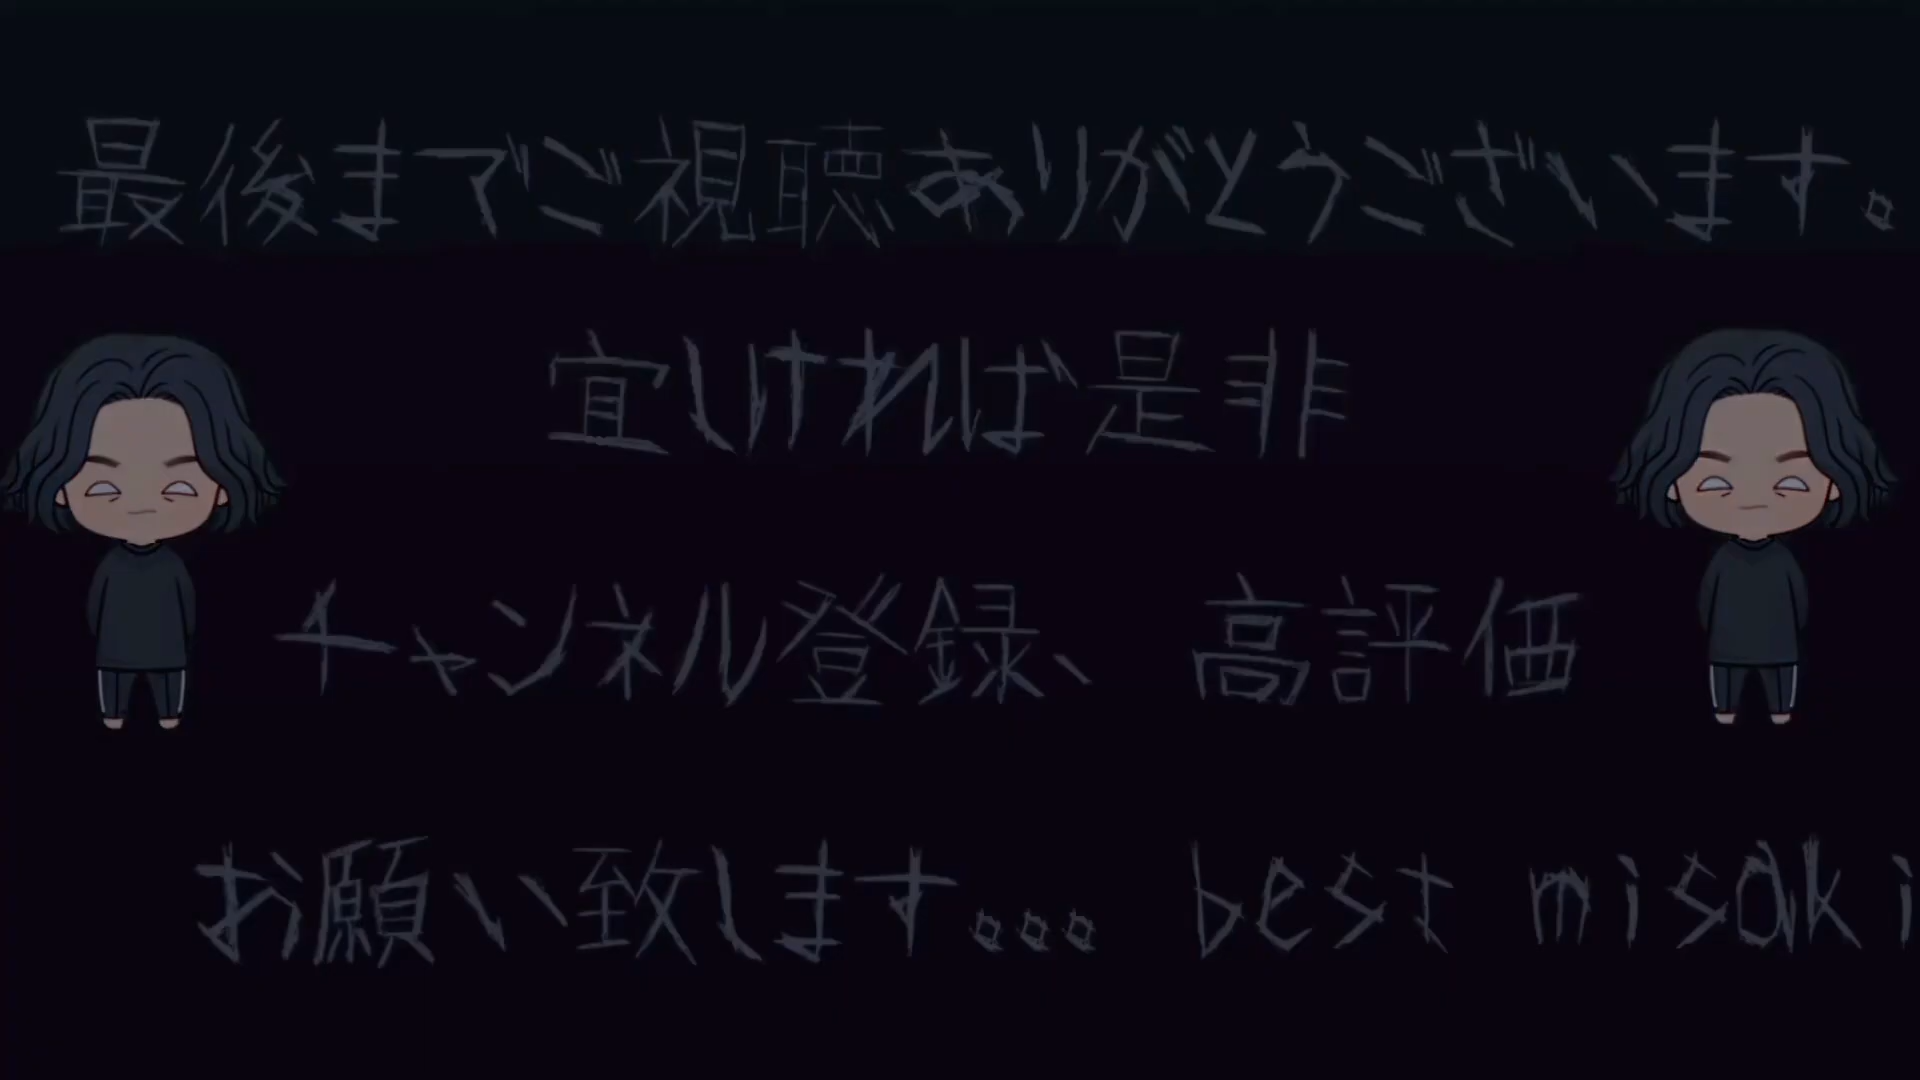 最後までご視聴ありがとうございます。
宜しければ是非
チャンネル登録、高評価
お願い致します。。。 best misaki